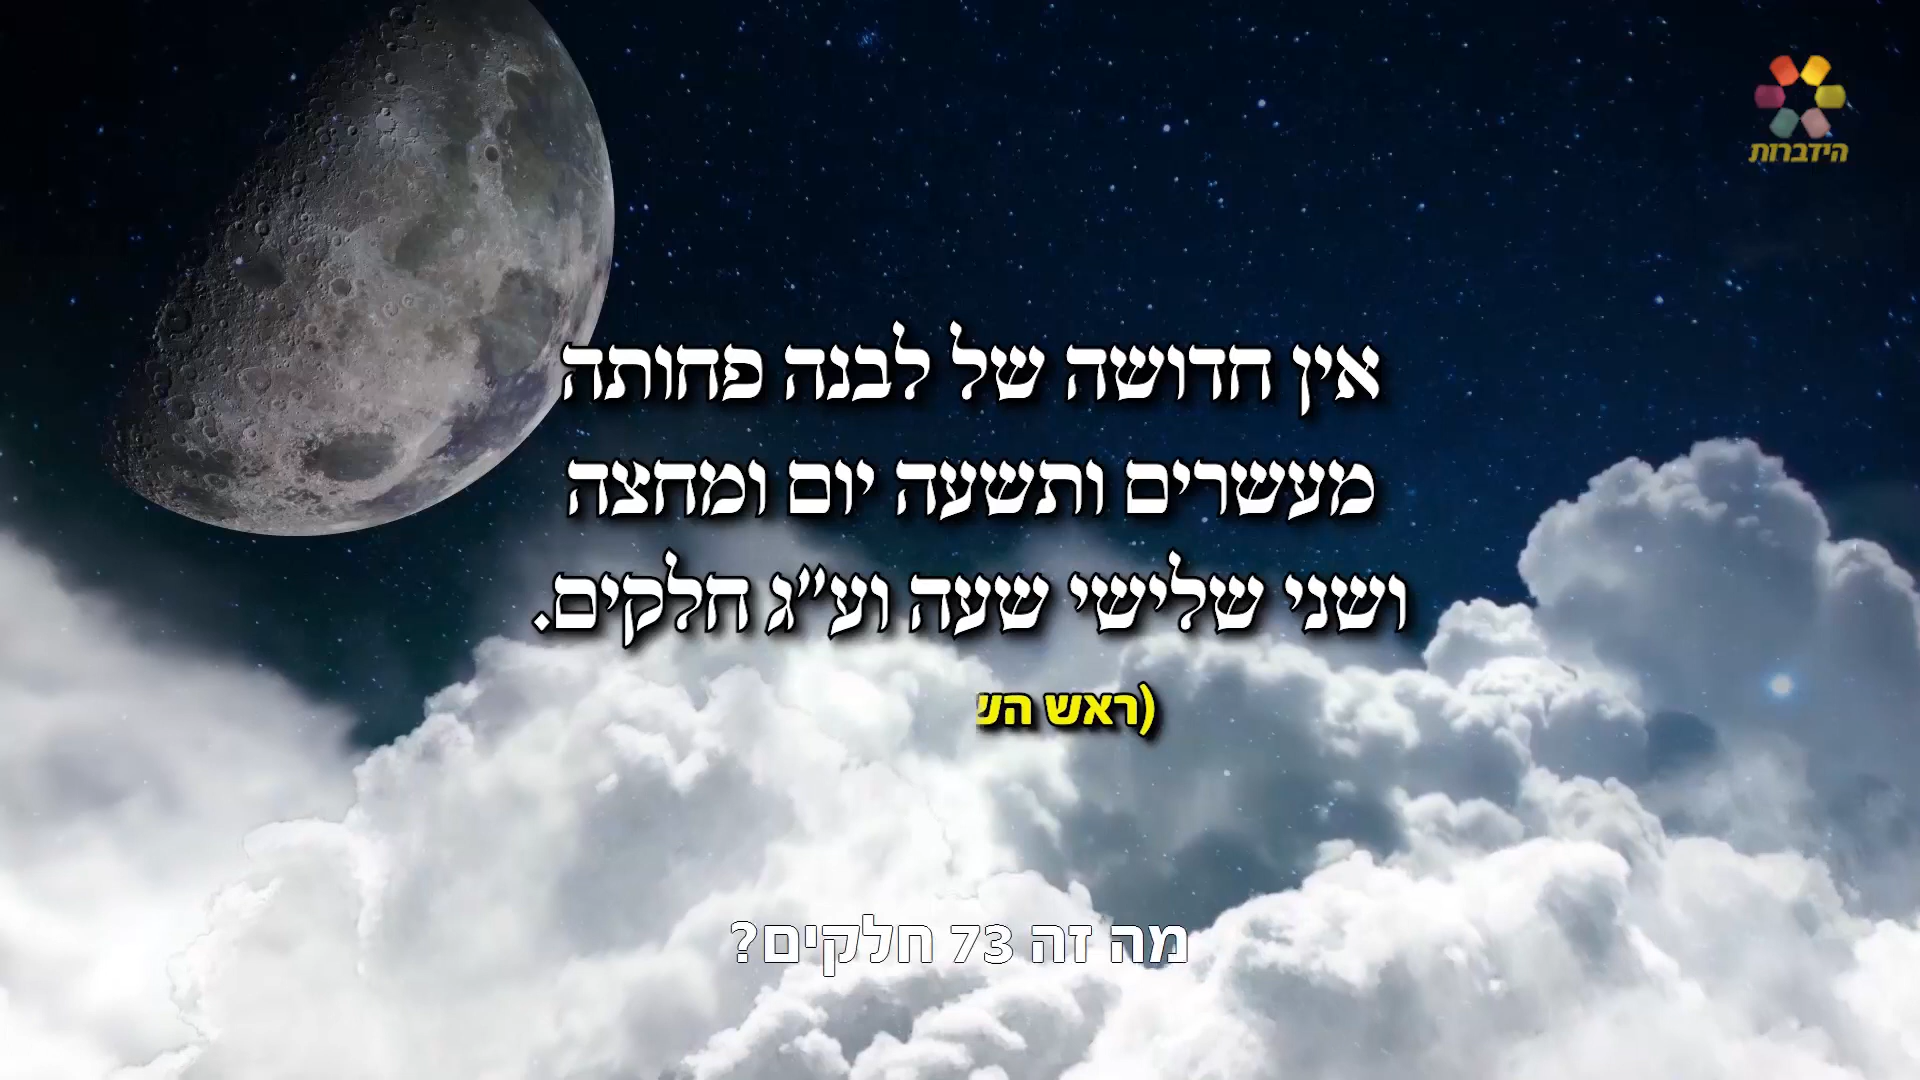 הידברות
אין חדושה של לבנה פחותה
מעשרים ותשעה יום ומחצה
ושני שלישי שעה וע"ג חלקים.
(ראש הש
מה זה 73 חלקים?